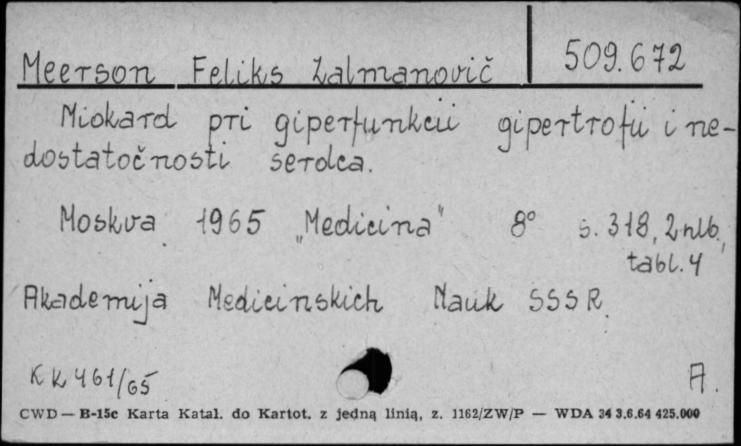 Meerson Feliks Zalmanovič 509.672
Miokard pri giperfunkcii gipertrofii i ne-
dostatočnosti serdca.
Moskva 1965 „Medicina" 8° s. 318, 2 nlb.,
tabl. 4
Akademija Medicinskich Nauk SSSR
KK 461/65 A.
CWD — B-15c Karta Katal. do Kartot. z jedną linią, z. 1162/ZW/P — WDA 34 3.6.64 425.000